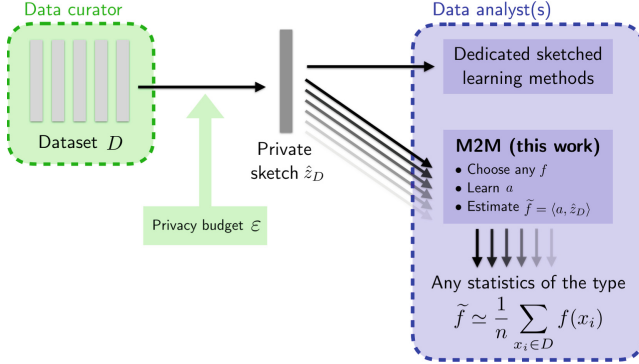 Data curator
Dataset D
Privacy budget ε
Private
sketch ẑ_D
Data analyst(s)
Dedicated sketched
learning methods
M2M (this work)
• Choose any f
• Learn a
• Estimate f̃ = ⟨a, ẑ_D⟩
Any statistics of the type
f̃ ≃ 1/n ∑_{x_i∈D} f(x_i)